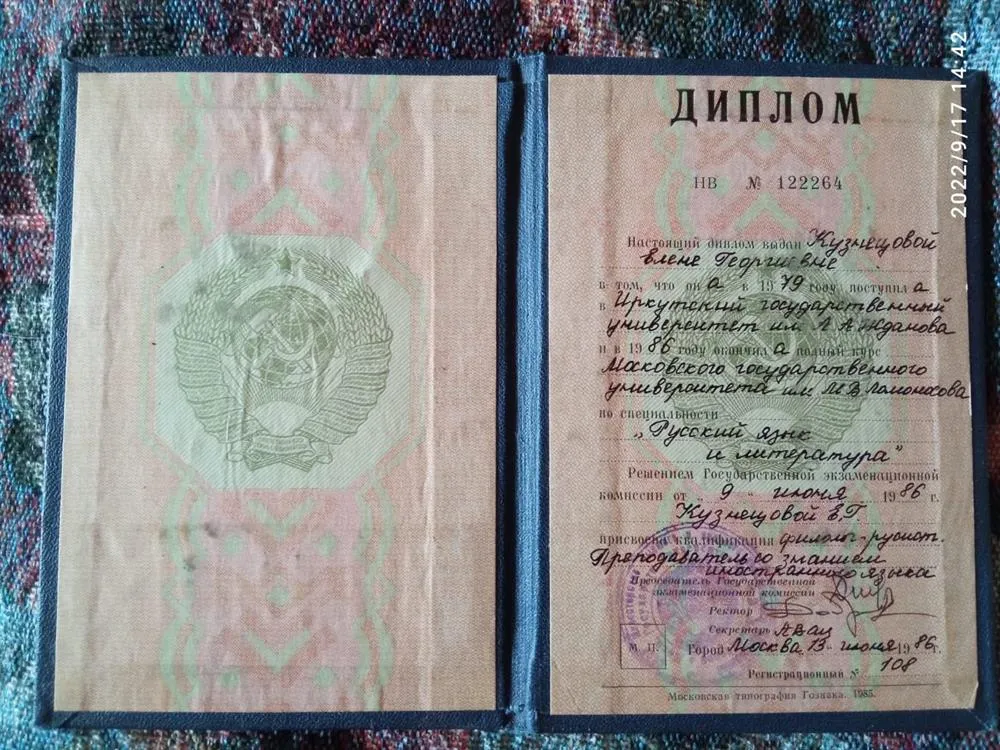 ДИПЛОМ
НВ № 122264
Настоящий диплом выдан Кузнецовой
Елене Георгиевне
в том, что он а в 1979 году поступил а
в Иркутский государственный
университет им. А. А. Жданова
и в 1986 году окончил а полный курс
Московского государственного
университета им. М. В. Ломоносова
по специальности
„Русский язык
и литература"
Решением Государственной экзаменационной
комиссии от „ 9 " июня 1986 г.
Кузнецовой Е. Г.
присвоена квалификация филолог-русист.
Преподаватель со знанием
иностранного языка
Председатель Государственной
экзаменационной комиссии
Ректор
Секретарь
М. П.
Город Москва 13 " июня 1986 г.
Регистрационный № 108
Московская типография Гознака. 1985.
2022/9/17 14:42